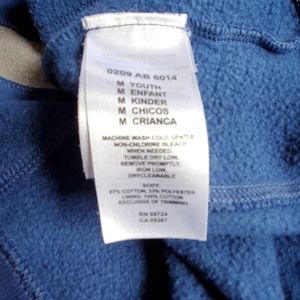 0209 AB 6014
M YOUTH
M ENFANT
M KINDER
M CHICOS
M CRIANCA
MACHINE WASH COLD, GENTLE
NON-CHLORINE BLEACH
WHEN NEEDED,
TUMBLE DRY LOW,
REMOVE PROMPTLY,
IRON LOW,
DRYCLEANABLE
BODY:
67% COTTON, 33% POLYESTER
LINING: 100% COTTON
EXCLUSIVE OF TRIMMING
RN 69724
CA 05367